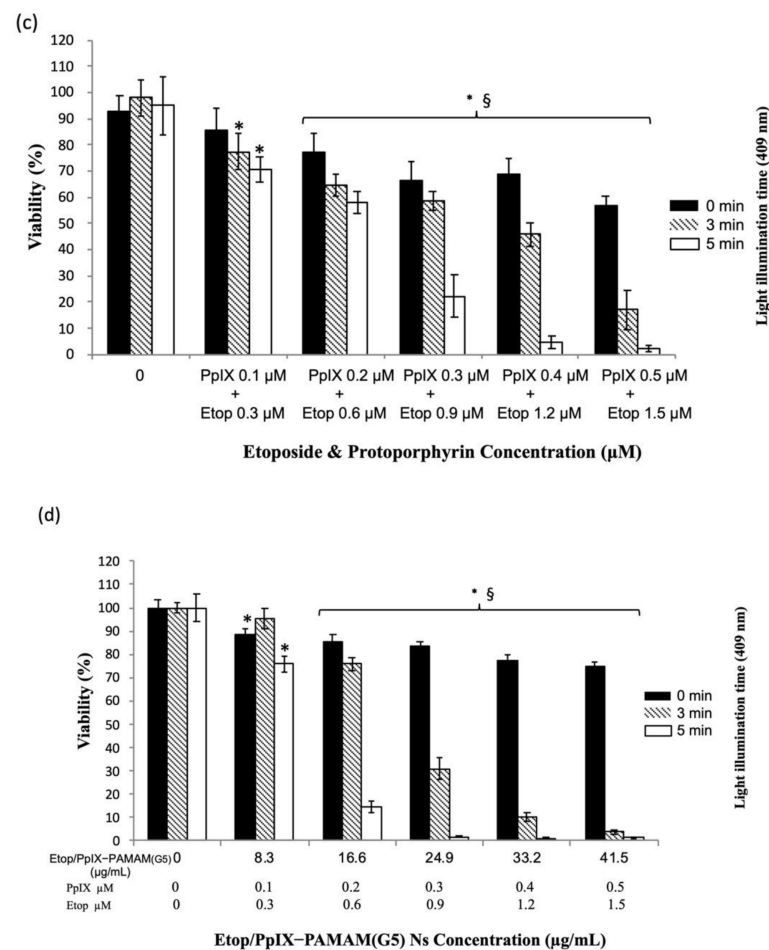 (c)
120
110
100
90
80
70
60
50
40
30
20
10
0
Viability (%)
* §
* *
0 min
3 min
5 min
Light illumination time (409 nm)
0 PpIX 0.1 µM PpIX 0.2 µM PpIX 0.3 µM PpIX 0.4 µM PpIX 0.5 µM
+ + + + +
Etop 0.3 µM Etop 0.6 µM Etop 0.9 µM Etop 1.2 µM Etop 1.5 µM
Etoposide & Protoporphyrin Concentration (µM)
(d)
120
110
100
90
80
70
60
50
40
30
20
10
0
Viability (%)
* §
* *
0 min
3 min
5 min
Light illumination time (409 nm)
Etop/PpIX−PAMAM(G5) 0 8.3 16.6 24.9 33.2 41.5
(µg/mL)
PpIX µM 0 0.1 0.2 0.3 0.4 0.5
Etop µM 0 0.3 0.6 0.9 1.2 1.5
Etop/PpIX−PAMAM(G5) Ns Concentration (µg/mL)